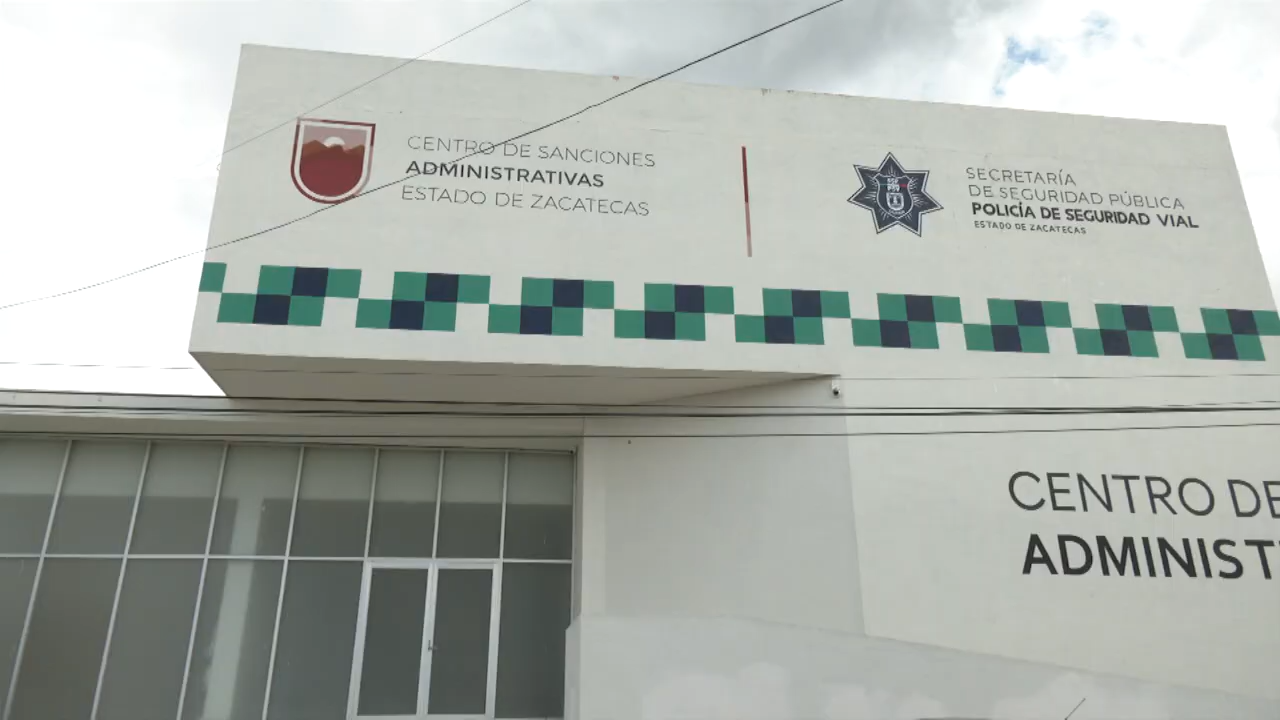 CENTRO DE SANCIONES
ADMINISTRATIVAS
ESTADO DE ZACATECAS
SECRETARÍA
DE SEGURIDAD PÚBLICA
POLICÍA DE SEGURIDAD VIAL
ESTADO DE ZACATECAS
CENTRO DE
ADMINIST